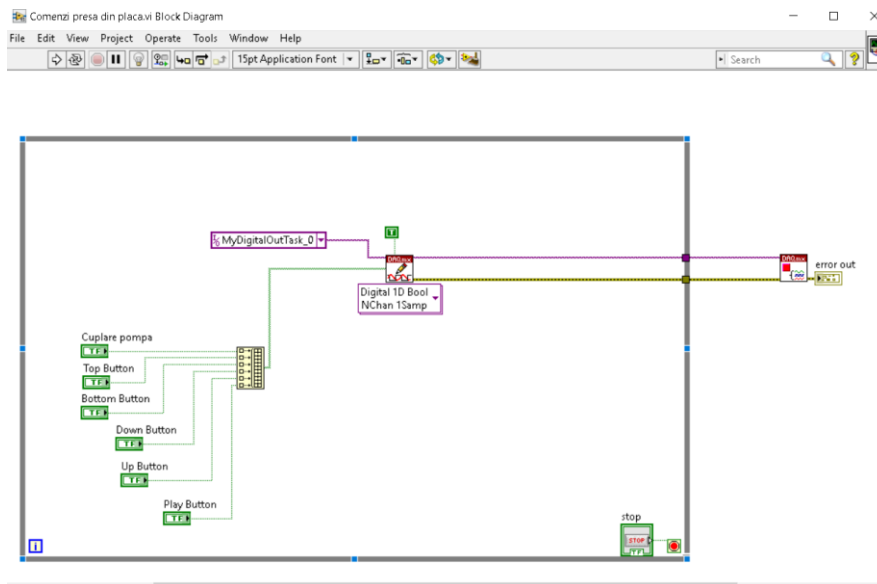 Comenzi presa din placa.vi Block Diagram
File Edit View Project Operate Tools Window Help
15pt Application Font
Search
MyDigitalOutTask_0
T
DAQmx
DAQmx
error out
Digital 1D Bool
NChan 1Samp
Cuplare pompa
TF
Top Button
TF
Bottom Button
TF
Down Button
TF
Up Button
TF
Play Button
TF
stop
STOP
TF
i